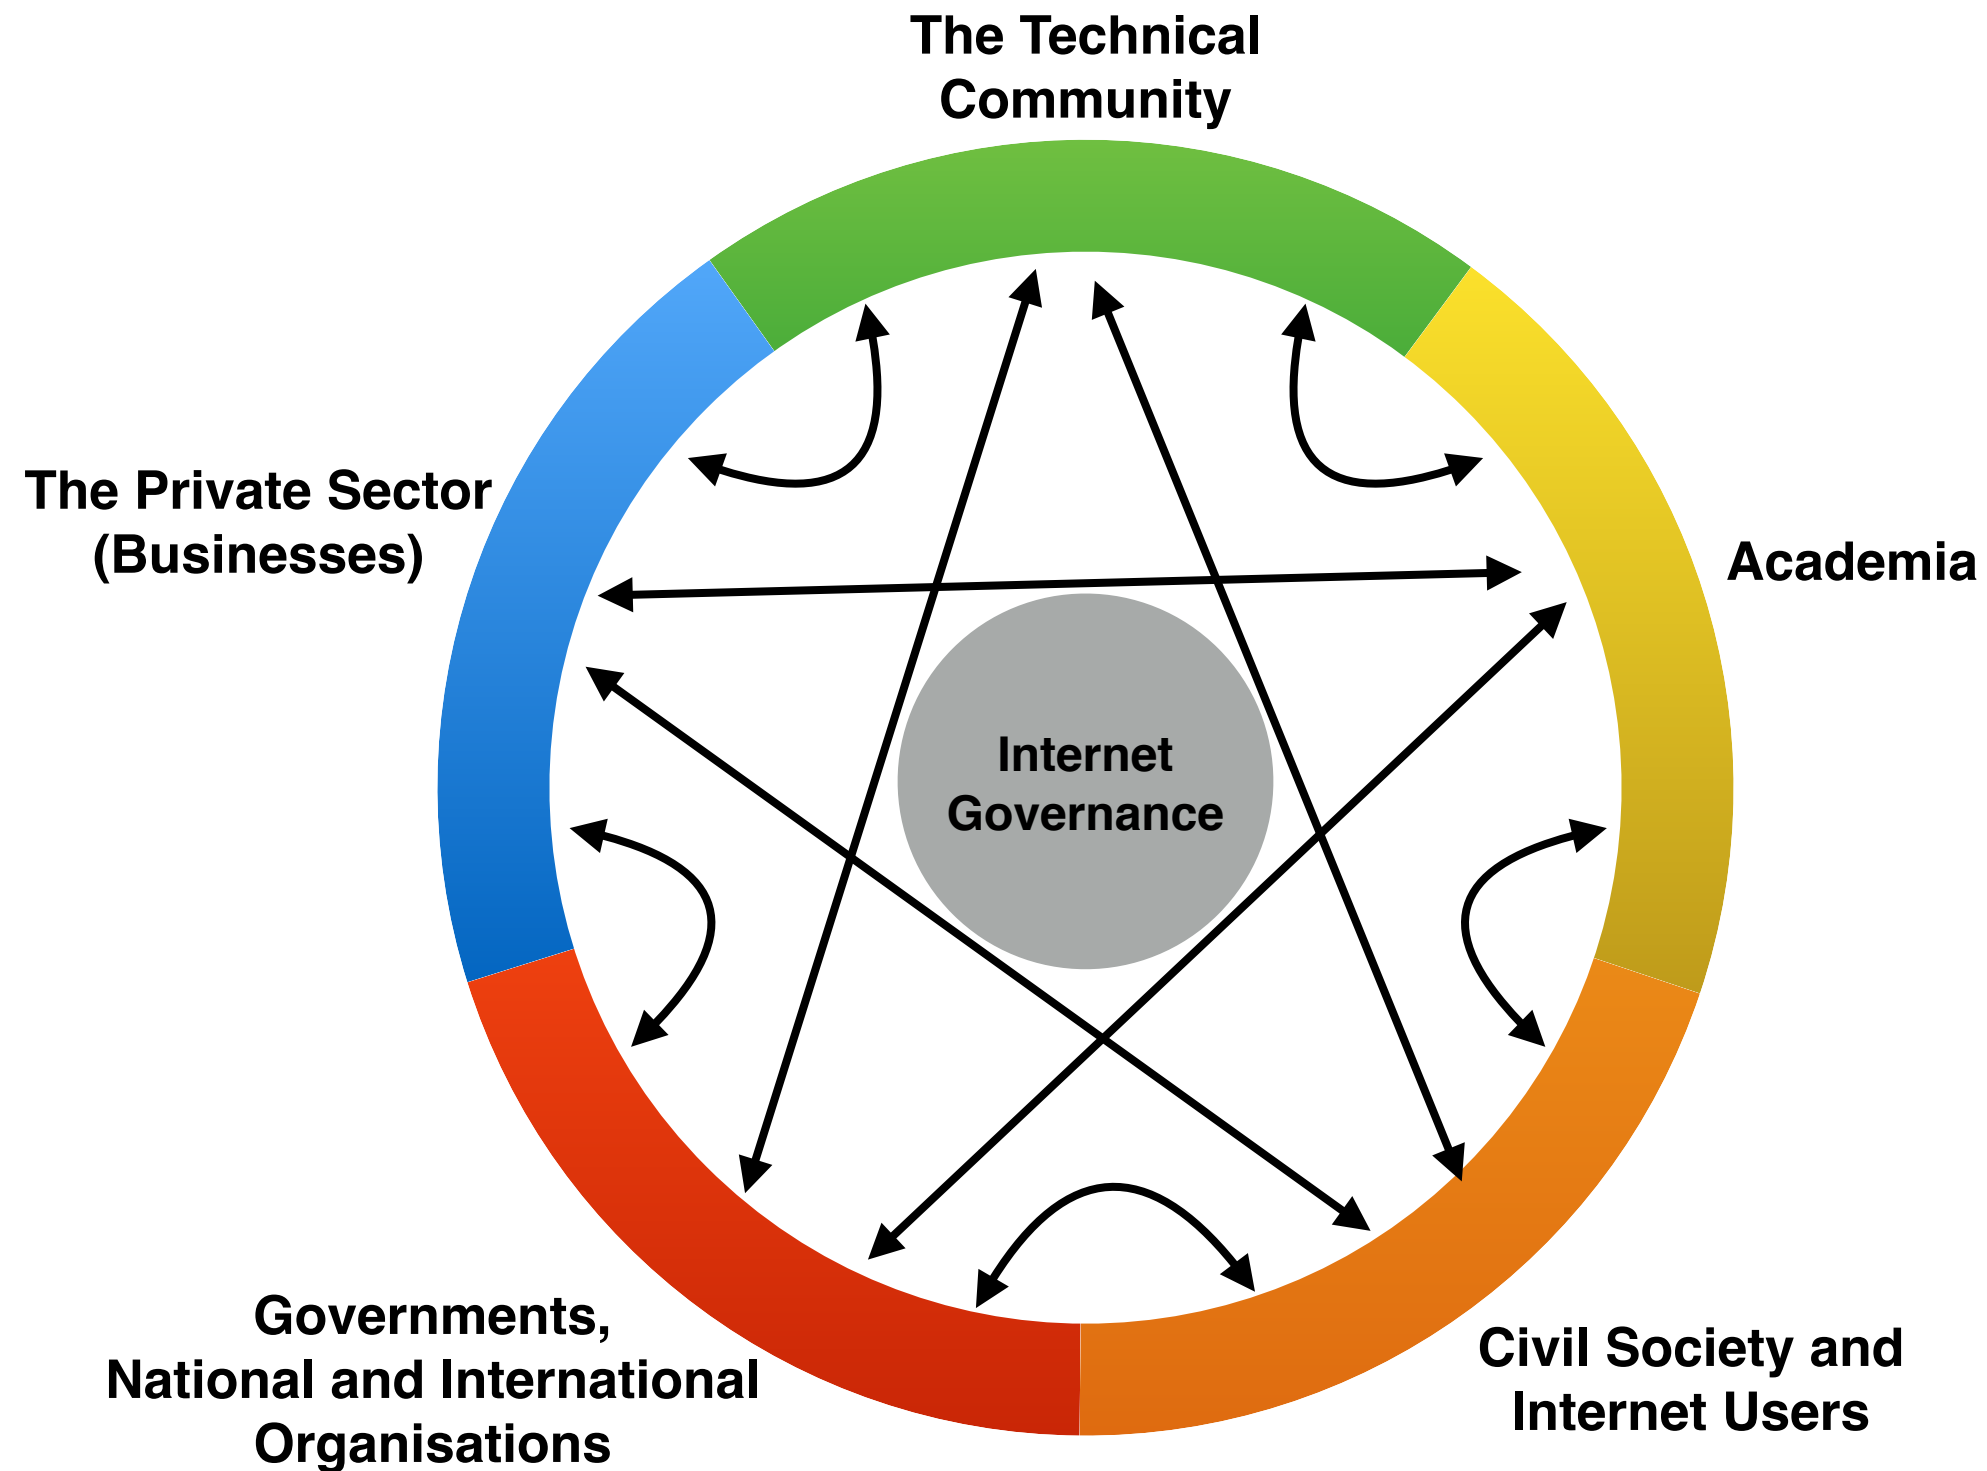 The Technical
Community
The Private Sector
(Businesses)
Academia
Internet
Governance
Governments,
National and International
Organisations
Civil Society and
Internet Users